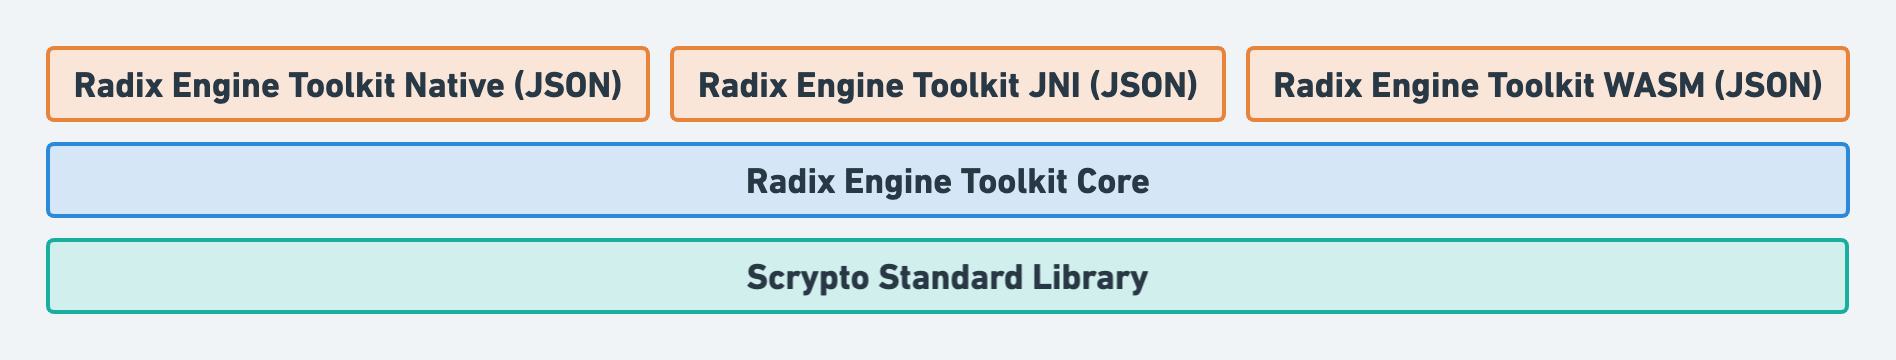 Radix Engine Toolkit Native (JSON)
Radix Engine Toolkit JNI (JSON)
Radix Engine Toolkit WASM (JSON)
Radix Engine Toolkit Core
Scrypto Standard Library